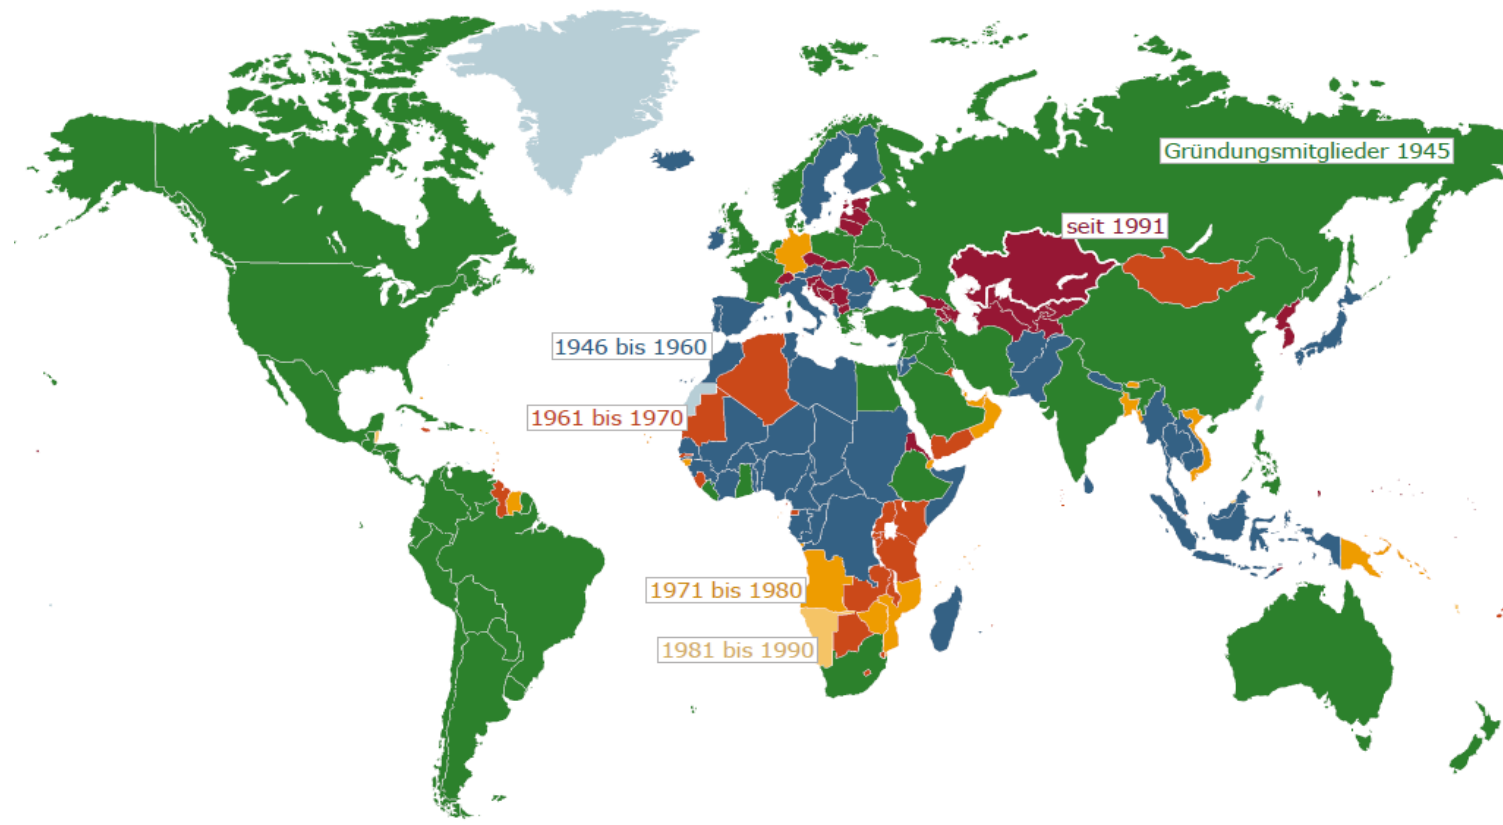 Gründungsmitglieder 1945
seit 1991
1946 bis 1960
1961 bis 1970
1971 bis 1980
1981 bis 1990